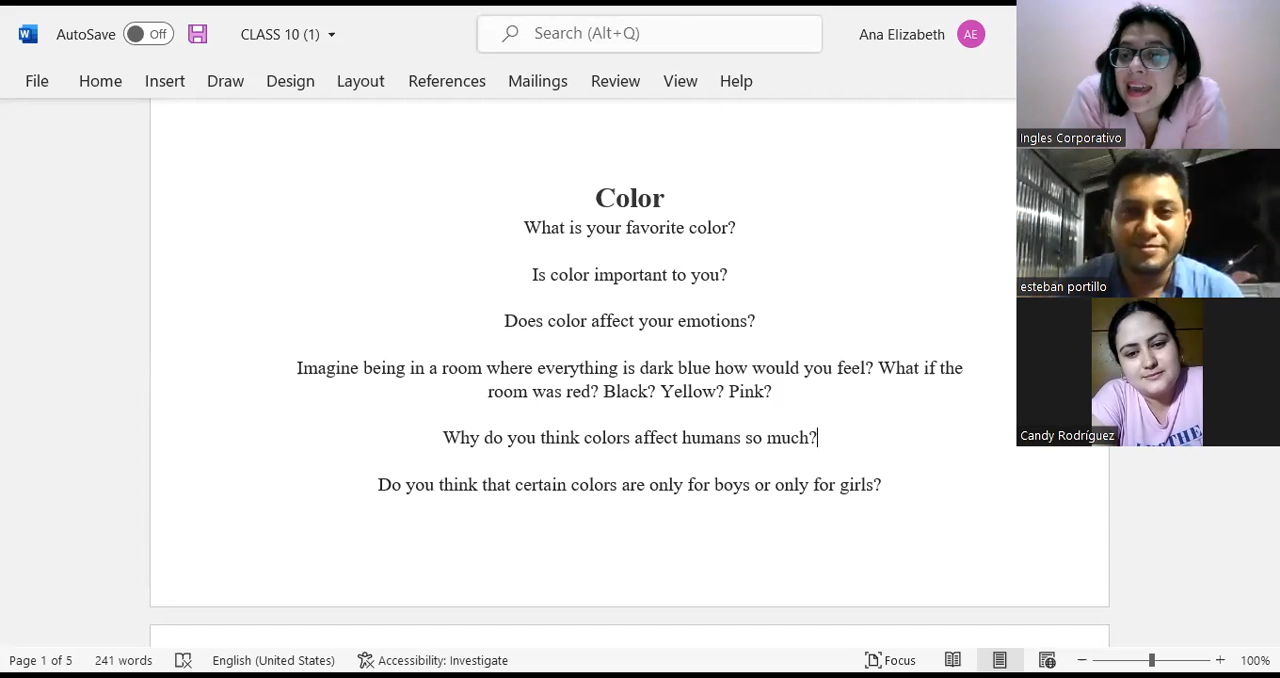 AutoSave Off CLASS 10 (1) Search (Alt+Q) Ana Elizabeth AE
File Home Insert Draw Design Layout References Mailings Review View Help
Ingles Corporativo
esteban portillo
Candy Rodríguez
Color
What is your favorite color?
Is color important to you?
Does color affect your emotions?
Imagine being in a room where everything is dark blue how would you feel? What if the
room was red? Black? Yellow? Pink?
Why do you think colors affect humans so much?
Do you think that certain colors are only for boys or only for girls?
Page 1 of 5 241 words English (United States) Accessibility: Investigate Focus 100%